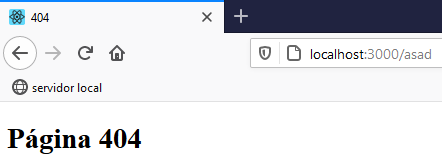 404
localhost:3000/asad
servidor local
Página 404